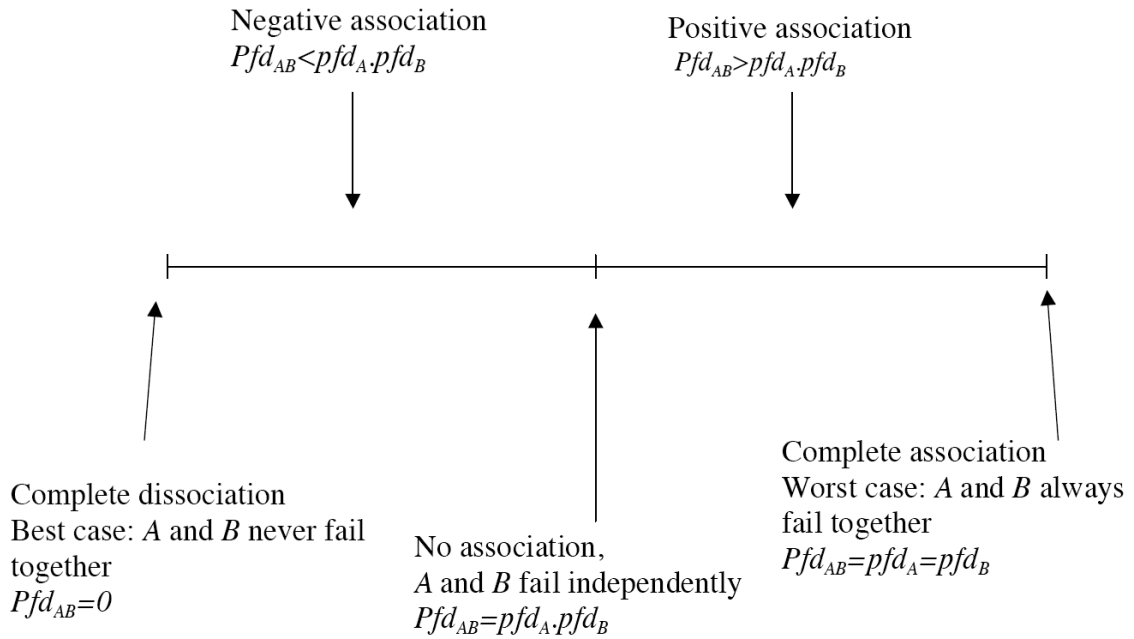 Negative association
Pfd_AB<pfd_A.pfd_B
Positive association
Pfd_AB>pfd_A.pfd_B
Complete dissociation
Best case: A and B never fail
together
Pfd_AB=0
No association,
A and B fail independently
Pfd_AB=pfd_A.pfd_B
Complete association
Worst case: A and B always
fail together
Pfd_AB=pfd_A=pfd_B